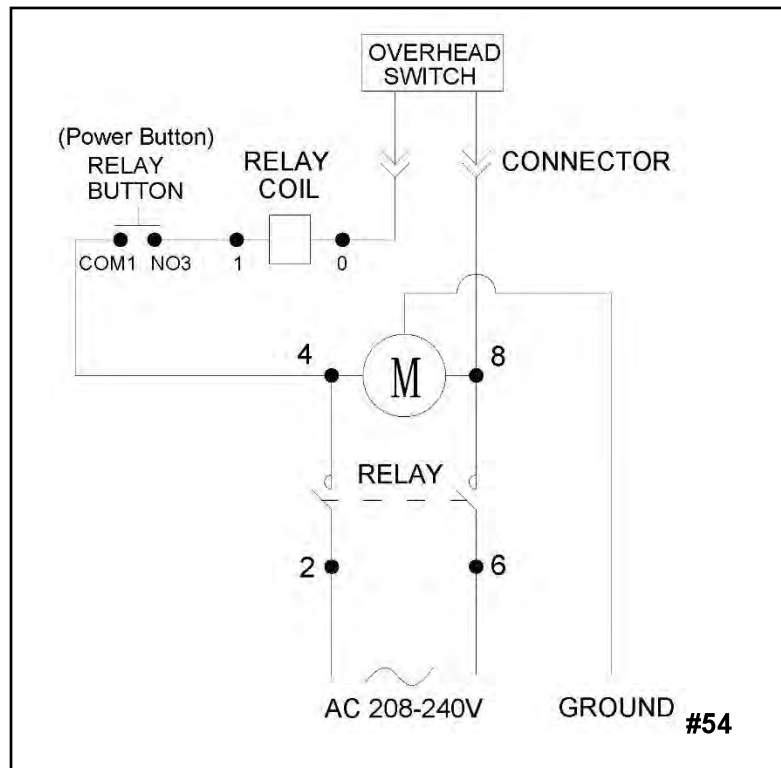 OVERHEAD
SWITCH
(Power Button)
RELAY
BUTTON
RELAY
COIL
CONNECTOR
COM1
NO3
1
0
4
M
8
RELAY
2
6
AC 208-240V
GROUND
#54